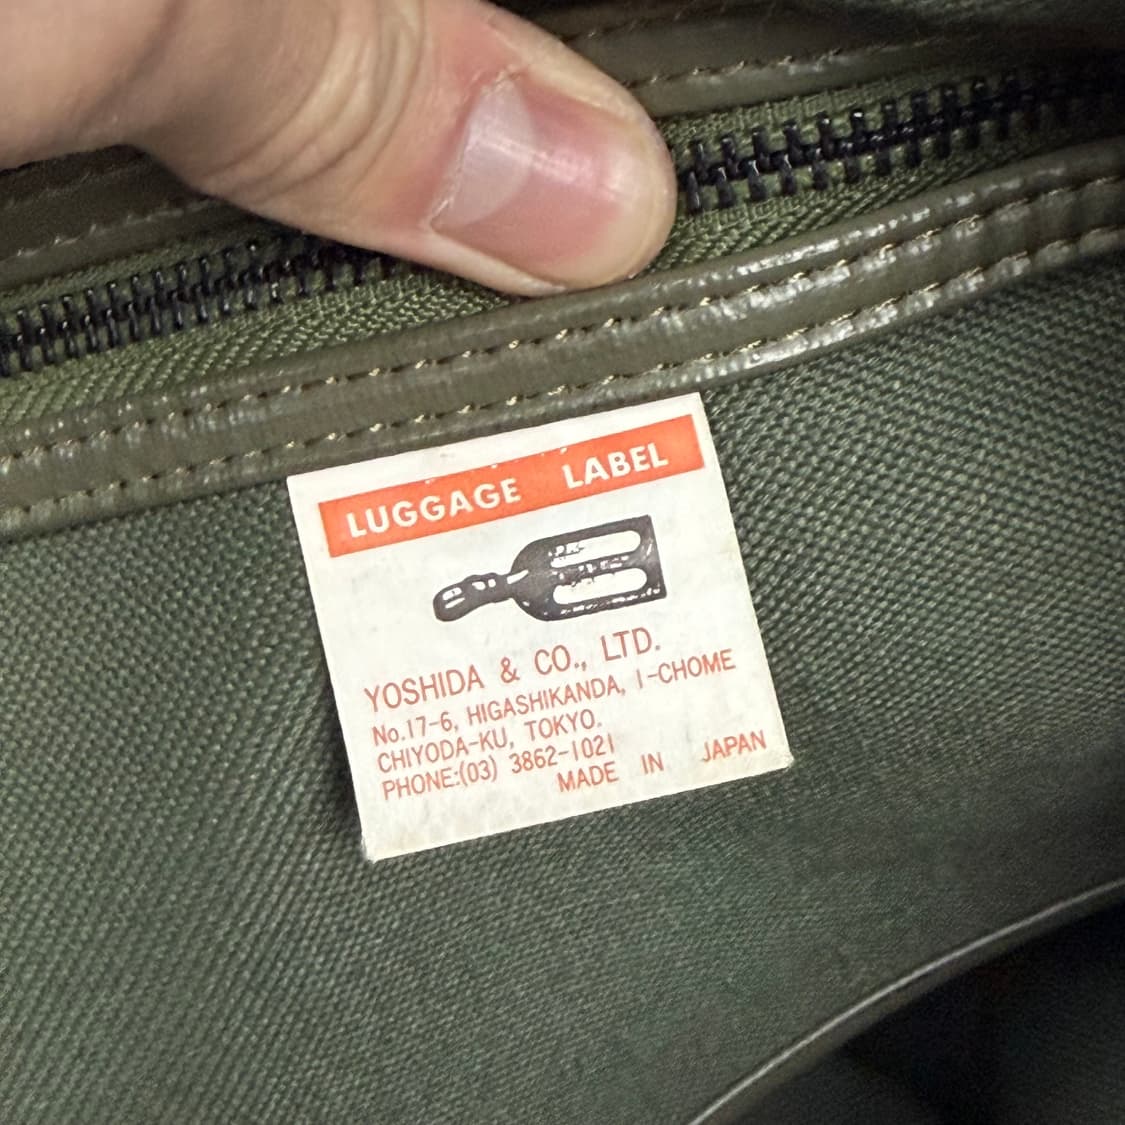 LUGGAGE LABEL
YOSHIDA & CO., LTD.
No.17-6, HIGASHIKANDA, 1-CHOME
CHIYODA-KU, TOKYO.
PHONE:(03) 3862-1021
MADE IN JAPAN